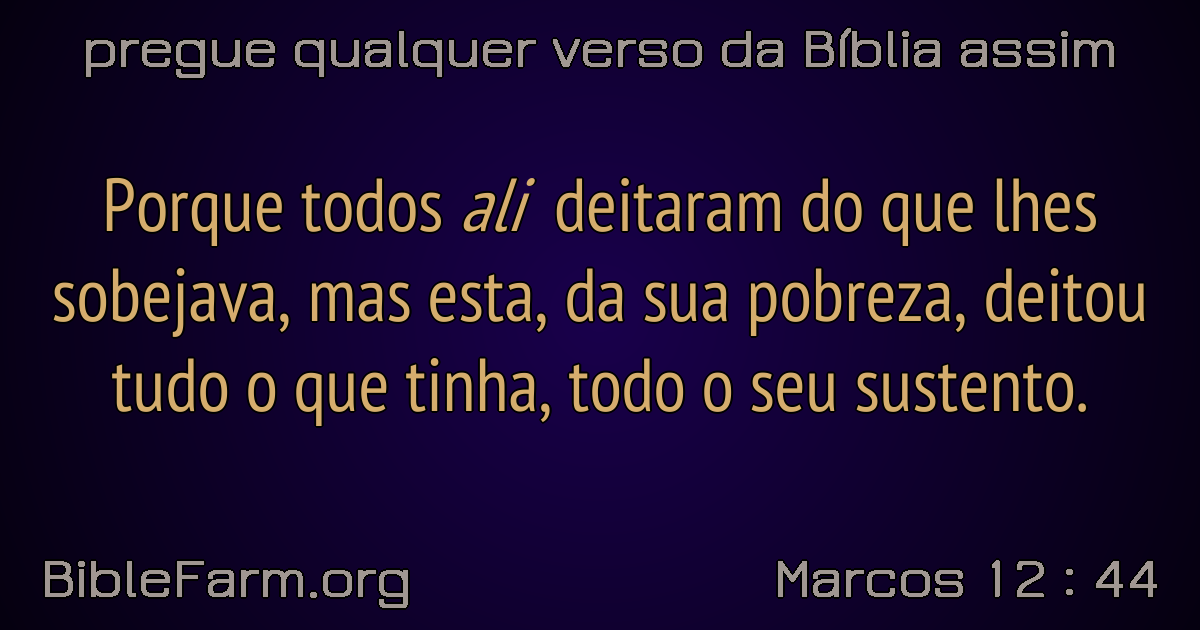 pregue qualquer verso da Bíblia assim
Porque todos ali deitaram do que lhes
sobejava, mas esta, da sua pobreza, deitou
tudo o que tinha, todo o seu sustento.
BibleFarm.org
Marcos 12 : 44